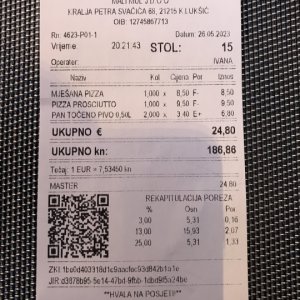 MALI MUL J.D.O.O
KRALJA PETRA SVAČIĆA 68, 21215 K LUKŠIĆ
OIB: 12745867713
Rn: 4623-P01-1 Datum: 26.05.2023
Vrijeme: 20:21:43 STOL: 15
Operater: IVANA
Naziv Kol Cijena Por Iznos
MJEŠANA PIZZA 1,000 x 8,50 F- 8,50
PIZZA PROSCIUTTO 1,000 x 9,50 F- 9,50
PAN TOČENO PIVO 0,50L 2,000 x 3,40 E+ 6,80
UKUPNO € 24,80
UKUPNO kn: 186,86
Tečaj: 1 EUR = 7,53450 kn
MASTER 24,80
REKAPITULACIJA POREZA
% Osn Por
3,00 5,31 0,16
13,00 15,93 2,07
25,00 5,31 1,33
ZKI:
JIR:
**HVALA NA POSJETI!**